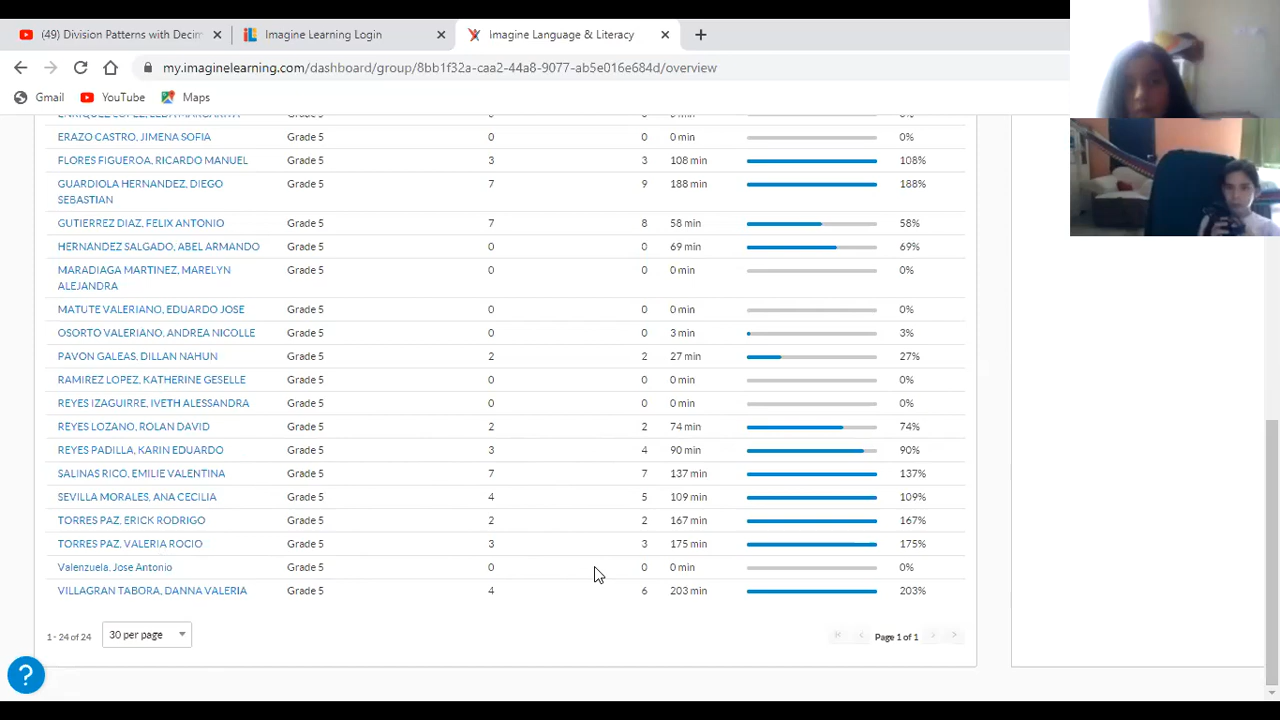 (49) Division Patterns with Decim
Imagine Learning Login
Imagine Language & Literacy
my.imaginelearning.com/dashboard/group/8bb1f32a-caa2-44a8-9077-ab5e016e684d/overview
Gmail YouTube Maps
ERAZO CASTRO, JIMENA SOFIA Grade 5 0 0 0 min 0%
FLORES FIGUEROA, RICARDO MANUEL Grade 5 3 3 108 min 108%
GUARDIOLA HERNANDEZ, DIEGO Grade 5 7 9 188 min 188%
SEBASTIAN
GUTIERREZ DIAZ, FELIX ANTONIO Grade 5 7 8 58 min 58%
HERNANDEZ SALGADO, ABEL ARMANDO Grade 5 0 0 69 min 69%
MARADIAGA MARTINEZ, MARELYN Grade 5 0 0 0 min 0%
ALEJANDRA
MATUTE VALERIANO, EDUARDO JOSE Grade 5 0 0 0 min 0%
OSORTO VALERIANO, ANDREA NICOLLE Grade 5 0 0 3 min 3%
PAVON GALEAS, DILLAN NAHUN Grade 5 2 2 27 min 27%
RAMIREZ LOPEZ, KATHERINE GESELLE Grade 5 0 0 0 min 0%
REYES IZAGUIRRE, IVETH ALESSANDRA Grade 5 0 0 0 min 0%
REYES LOZANO, ROLAN DAVID Grade 5 2 2 74 min 74%
REYES PADILLA, KARIN EDUARDO Grade 5 3 4 90 min 90%
SALINAS RICO, EMILIE VALENTINA Grade 5 7 7 137 min 137%
SEVILLA MORALES, ANA CECILIA Grade 5 4 5 109 min 109%
TORRES PAZ, ERICK RODRIGO Grade 5 2 2 167 min 167%
TORRES PAZ, VALERIA ROCIO Grade 5 3 3 175 min 175%
Valenzuela, Jose Antonio Grade 5 0 0 0 min 0%
VILLAGRAN TABORA, DANNA VALERIA Grade 5 4 6 203 min 203%
1 - 24 of 24 30 per page Page 1 of 1
?